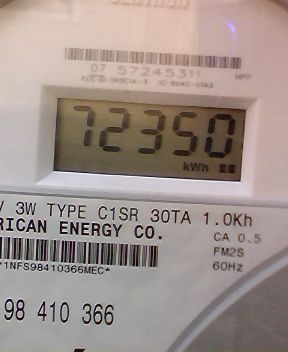 07 57245311
72350
kWh
3W TYPE C1SR 30TA 1.0Kh
RICAN ENERGY CO.
CA 0.5
FM2S
60Hz
1NFS98410366MEC*
98 410 366